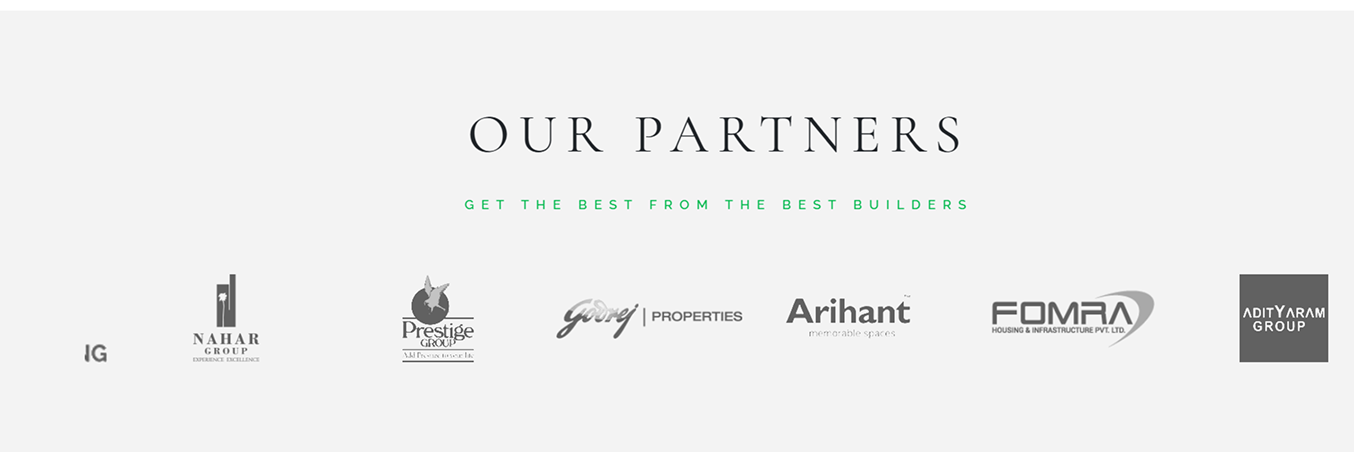 OUR PARTNERS
GET THE BEST FROM THE BEST BUILDERS
IG
NAHAR
GROUP
EXPERIENCE EXCELLENCE
Prestige
GROUP
Godrej | PROPERTIES
Arihant
memorable spaces
FOMRA
HOUSING & INFRASTRUCTURE PVT. LTD.
ADITYARAM
GROUP